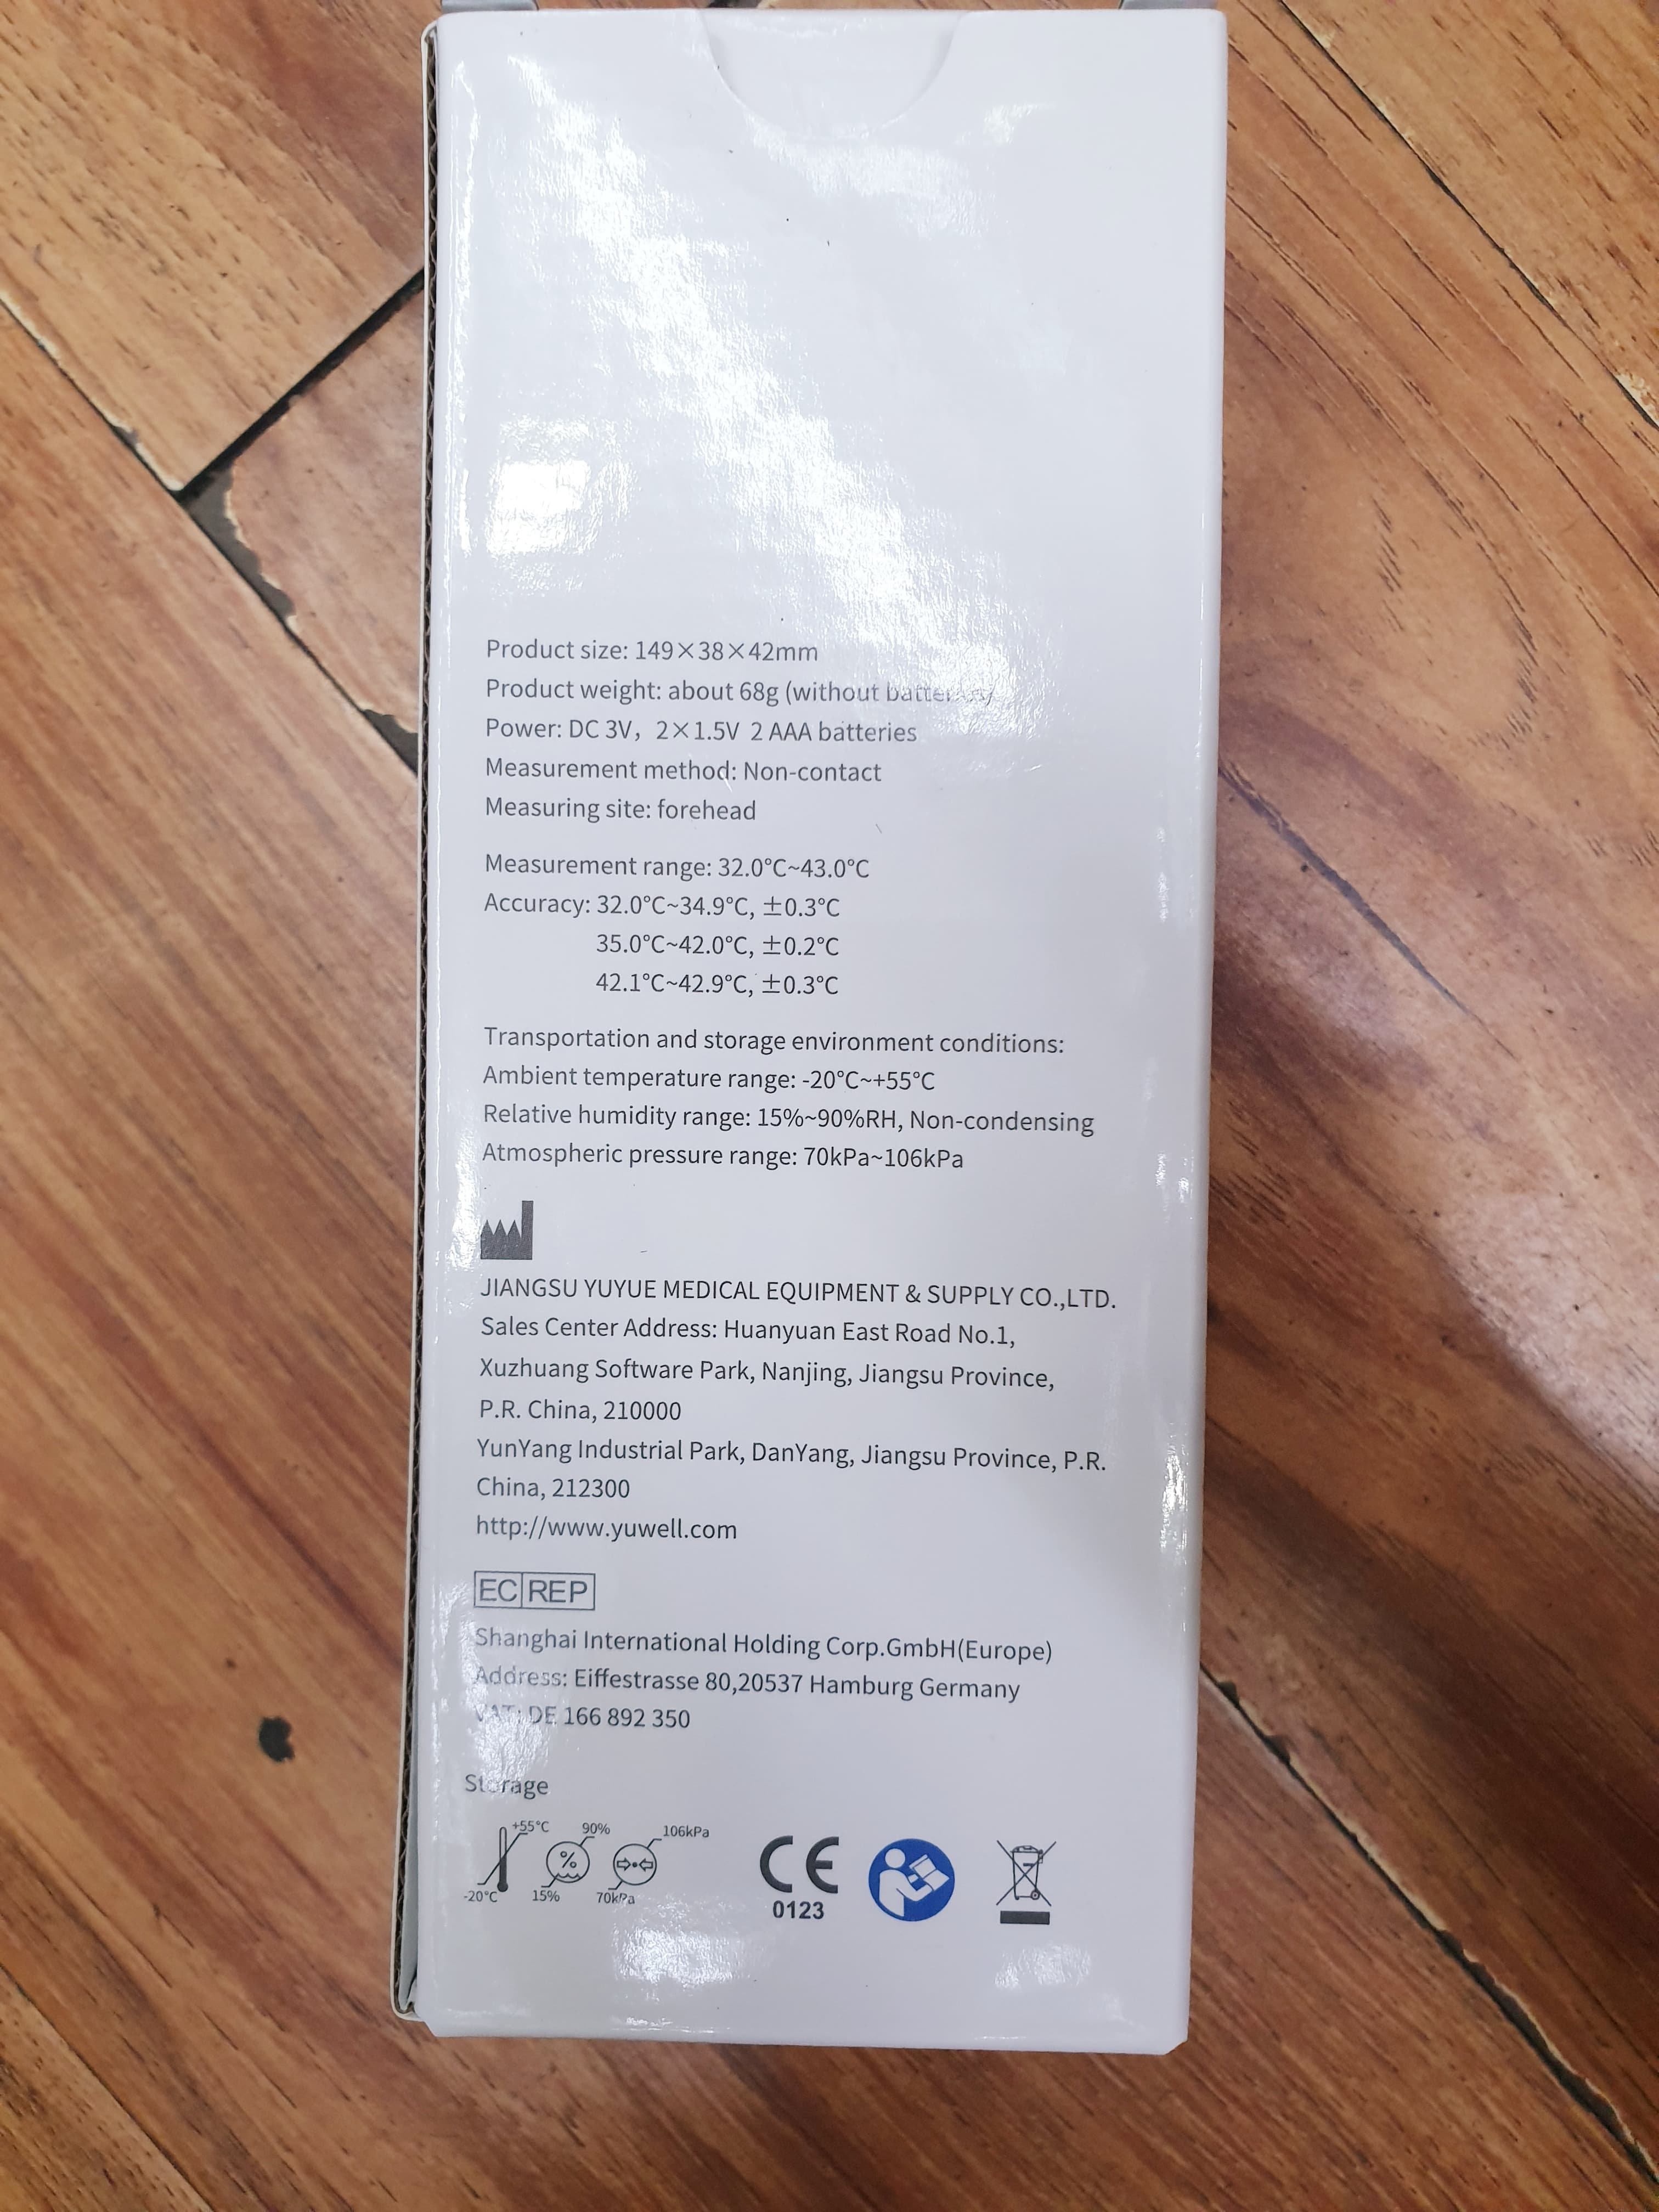 Product size: 149×38×42mm
Product weight: about 68g (without
Power: DC 3V, 2×1.5V 2 AAA batteries
Measurement method: Non-contact
Measuring site: forehead
Measurement range: 32.0°C~43.0°C
Accuracy: 32.0°C~34.9°C, ±0.3°C
35.0°C~42.0°C, ±0.2°C
42.1°C~42.9°C, ±0.3°C
Transportation and storage environment conditions:
Ambient temperature range: -20°C~+55°C
Relative humidity range: 15%~90%RH, Non-condensing
Atmospheric pressure range: 70kPa~106kPa
JIANGSU YUYUE MEDICAL EQUIPMENT & SUPPLY CO.,LTD.
Sales Center Address: Huanyuan East Road No.1,
Xuzhuang Software Park, Nanjing, Jiangsu Province,
P.R. China, 210000
YunYang Industrial Park, DanYang, Jiangsu Province, P.R.
China, 212300
http://www.yuwell.com
EC REP
Shanghai International Holding Corp.GmbH(Europe)
Address: Eiffestrasse 80,20537 Hamburg Germany
VAT: DE 166 892 350
Storage
+55°C 90% 106kPa
%
-20°C 15% 70kPa
CE
0123